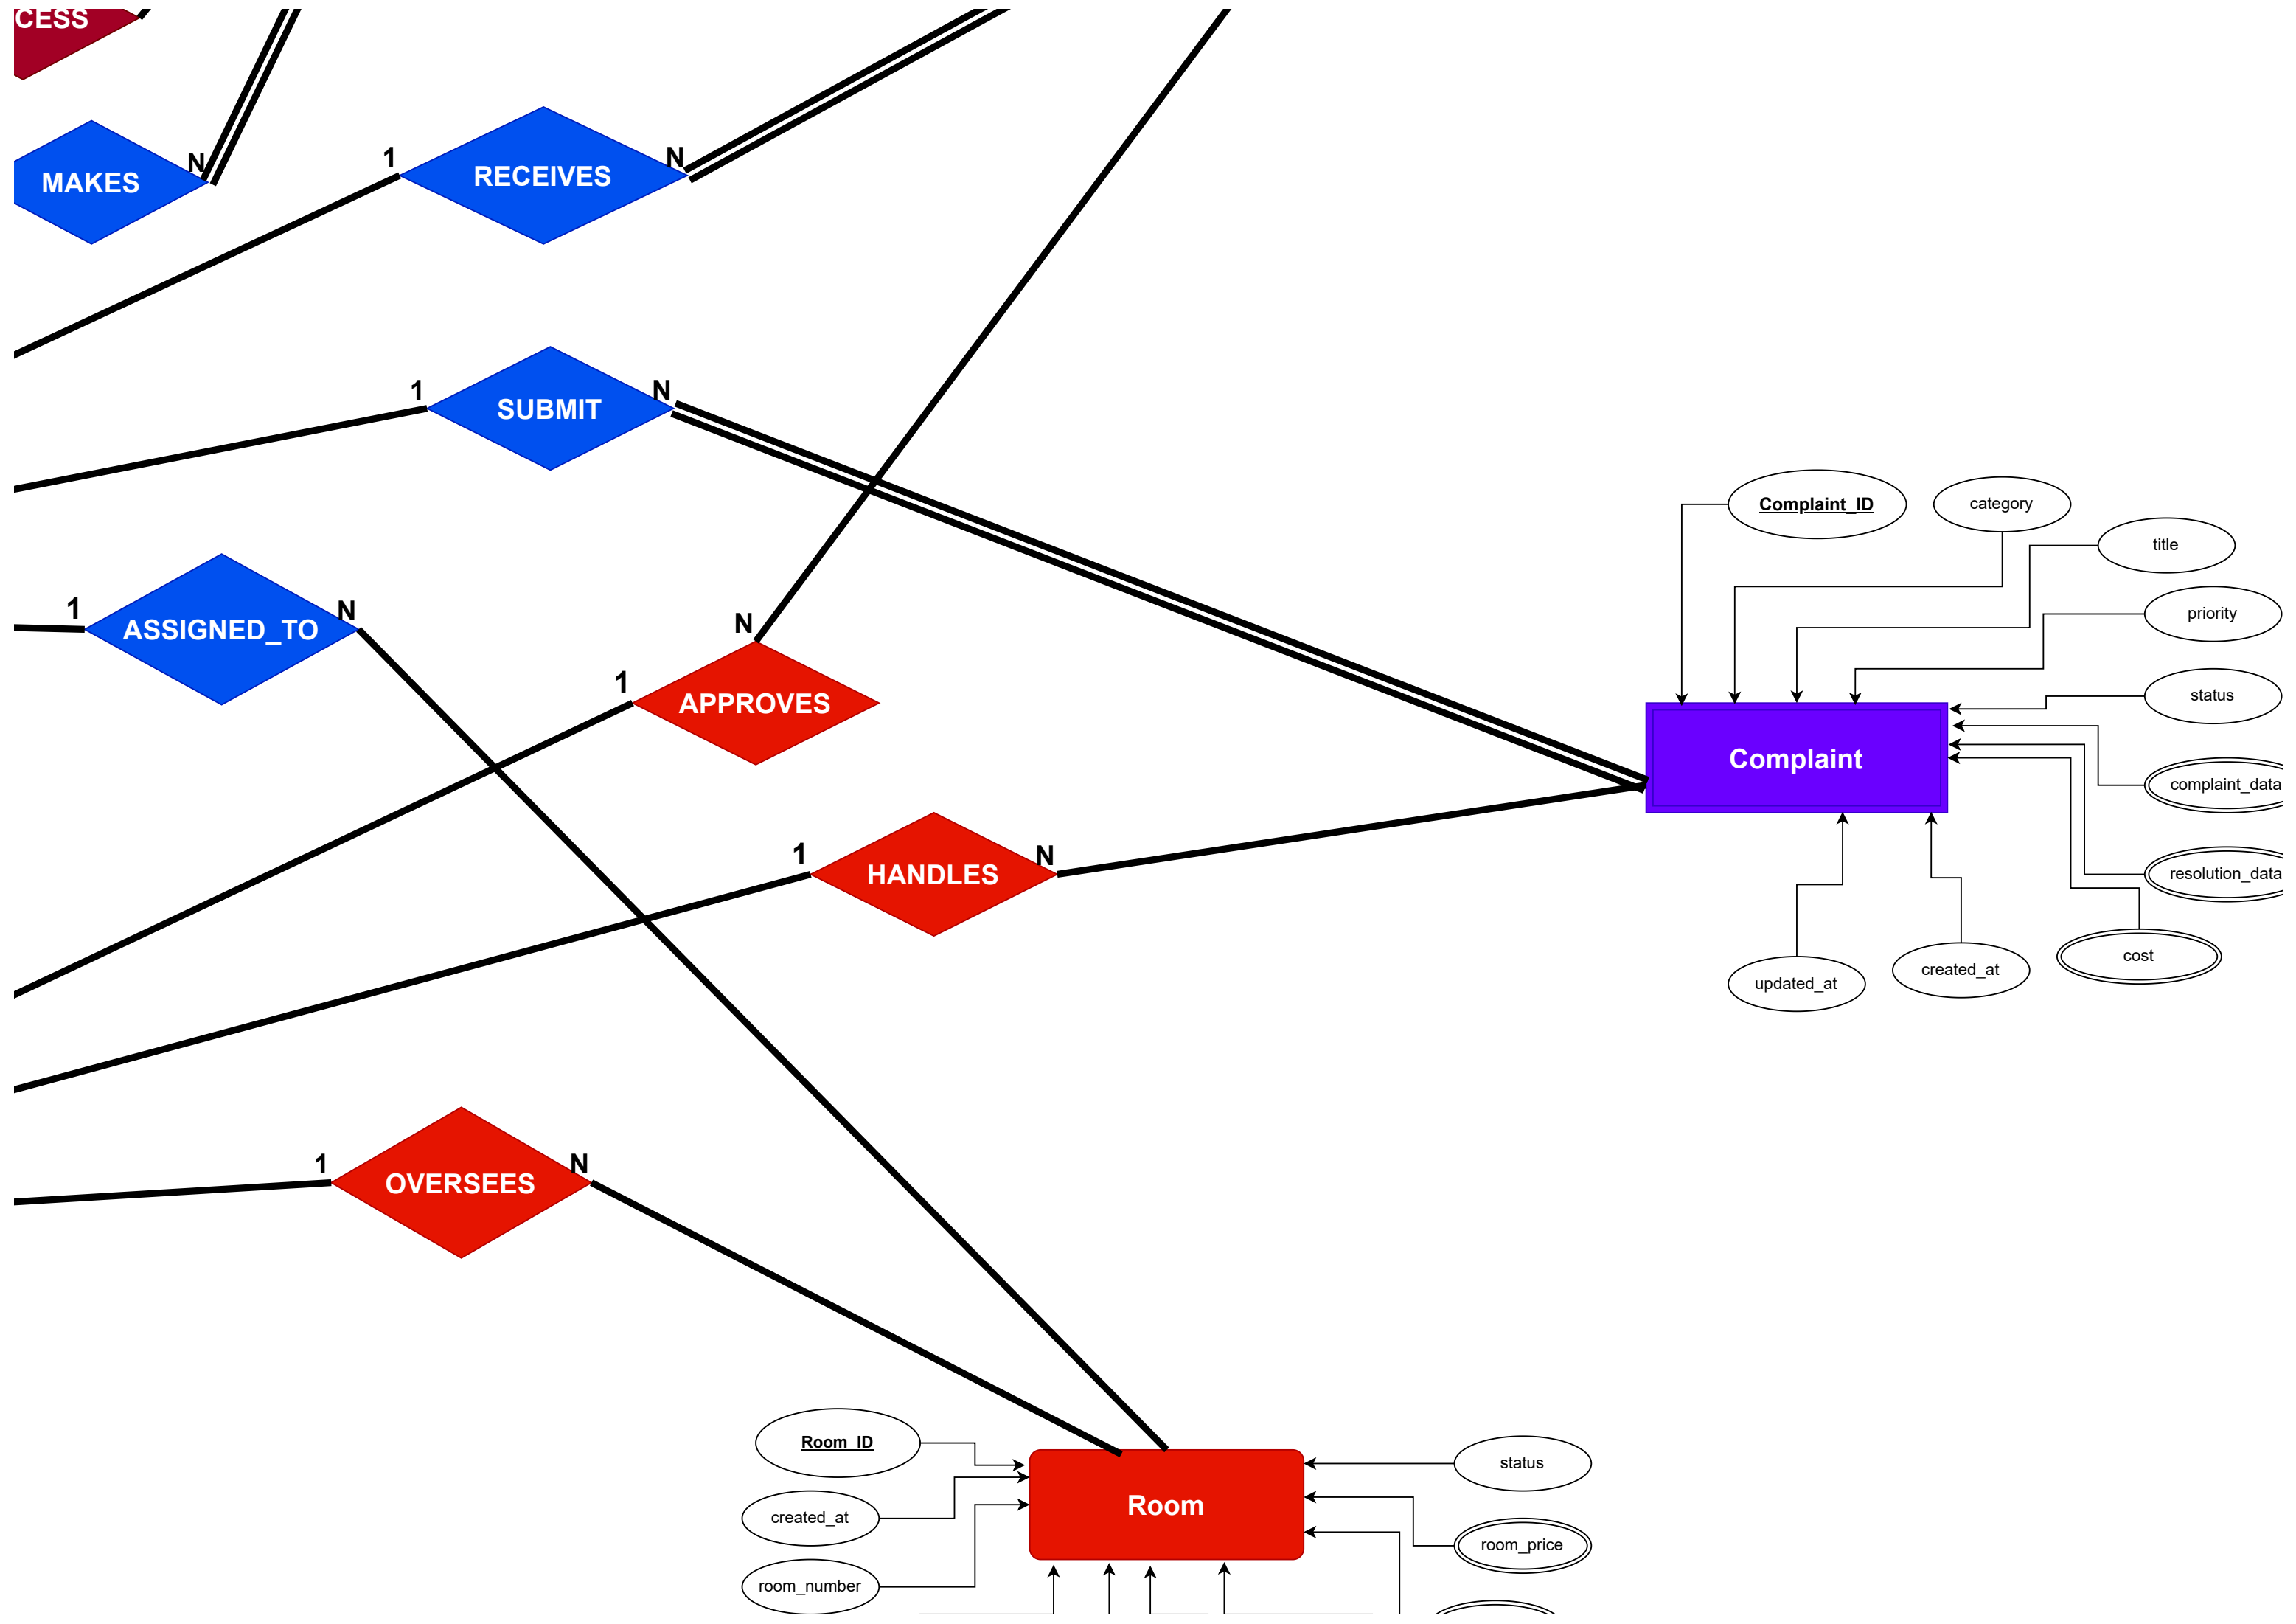 CESS
MAKES
N
1
RECEIVES
N
1
SUBMIT
N
1
ASSIGNED_TO
N
N
1
APPROVES
1
HANDLES
N
1
OVERSEES
N
Complaint_ID
category
title
priority
status
complaint_data
resolution_data
cost
created_at
updated_at
Complaint
Room_ID
created_at
room_number
Room
status
room_price